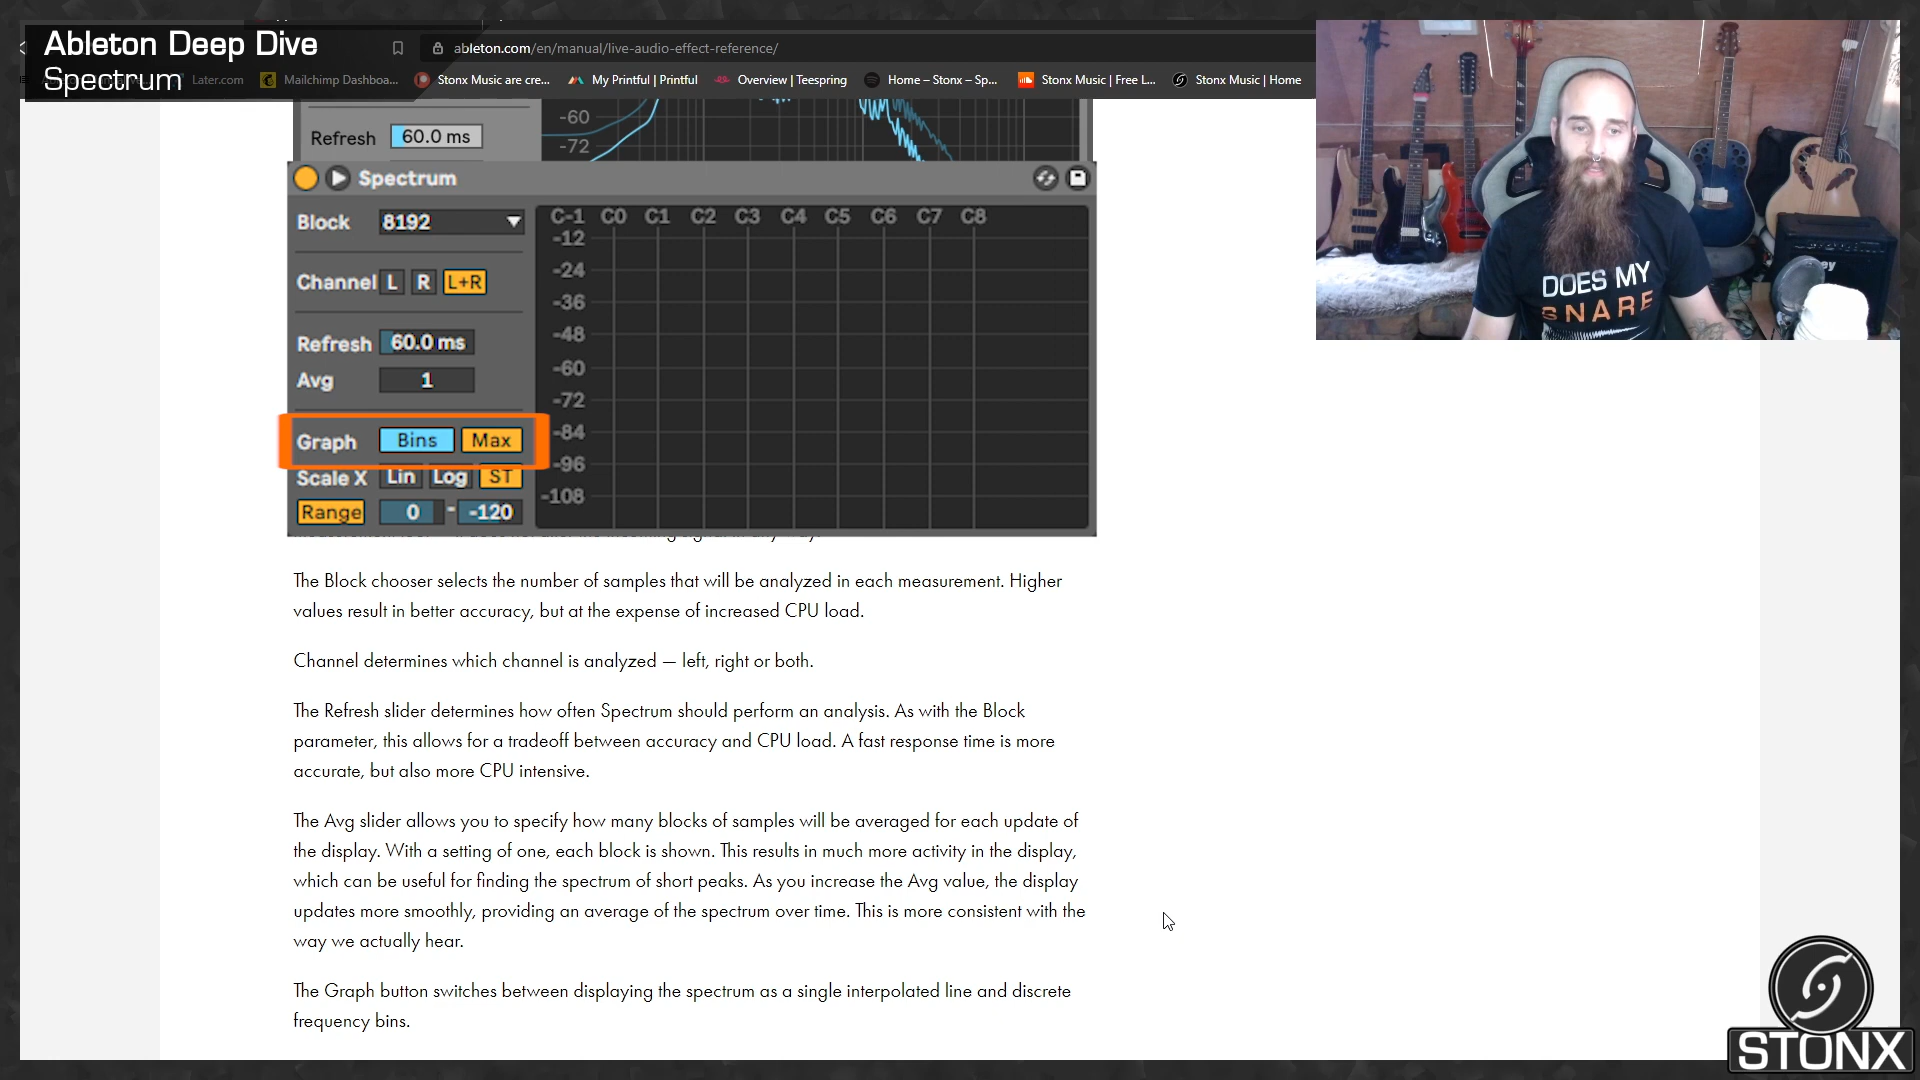 Ableton Deep Dive
Spectrum
ableton.com/en/manual/live-audio-effect-reference/
Later.com
Mailchimp Dashboa...
Stonx Music are cre...
My Printful | Printful
Overview | Teespring
Home – Stonx – Sp...
Stonx Music | Free L...
Stonx Music | Home
-60
Refresh 60.0 ms
-72
Spectrum
Block 8192
C-1 C0 C1 C2 C3 C4 C5 C6 C7 C8
-12
-24
Channel L R L+R
-36
-48
Refresh 60.0 ms
-60
Avg 1
-72
-84
Graph Bins Max
-96
Scale X Lin Log ST
-108
Range 0 - -120
The Block chooser selects the number of samples that will be analyzed in each measurement. Higher
values result in better accuracy, but at the expense of increased CPU load.
Channel determines which channel is analyzed — left, right or both.
The Refresh slider determines how often Spectrum should perform an analysis. As with the Block
parameter, this allows for a tradeoff between accuracy and CPU load. A fast response time is more
accurate, but also more CPU intensive.
The Avg slider allows you to specify how many blocks of samples will be averaged for each update of
the display. With a setting of one, each block is shown. This results in much more activity in the display,
which can be useful for finding the spectrum of short peaks. As you increase the Avg value, the display
updates more smoothly, providing an average of the spectrum over time. This is more consistent with the
way we actually hear.
The Graph button switches between displaying the spectrum as a single interpolated line and discrete
frequency bins.
DOES MY
SNARE
STONX